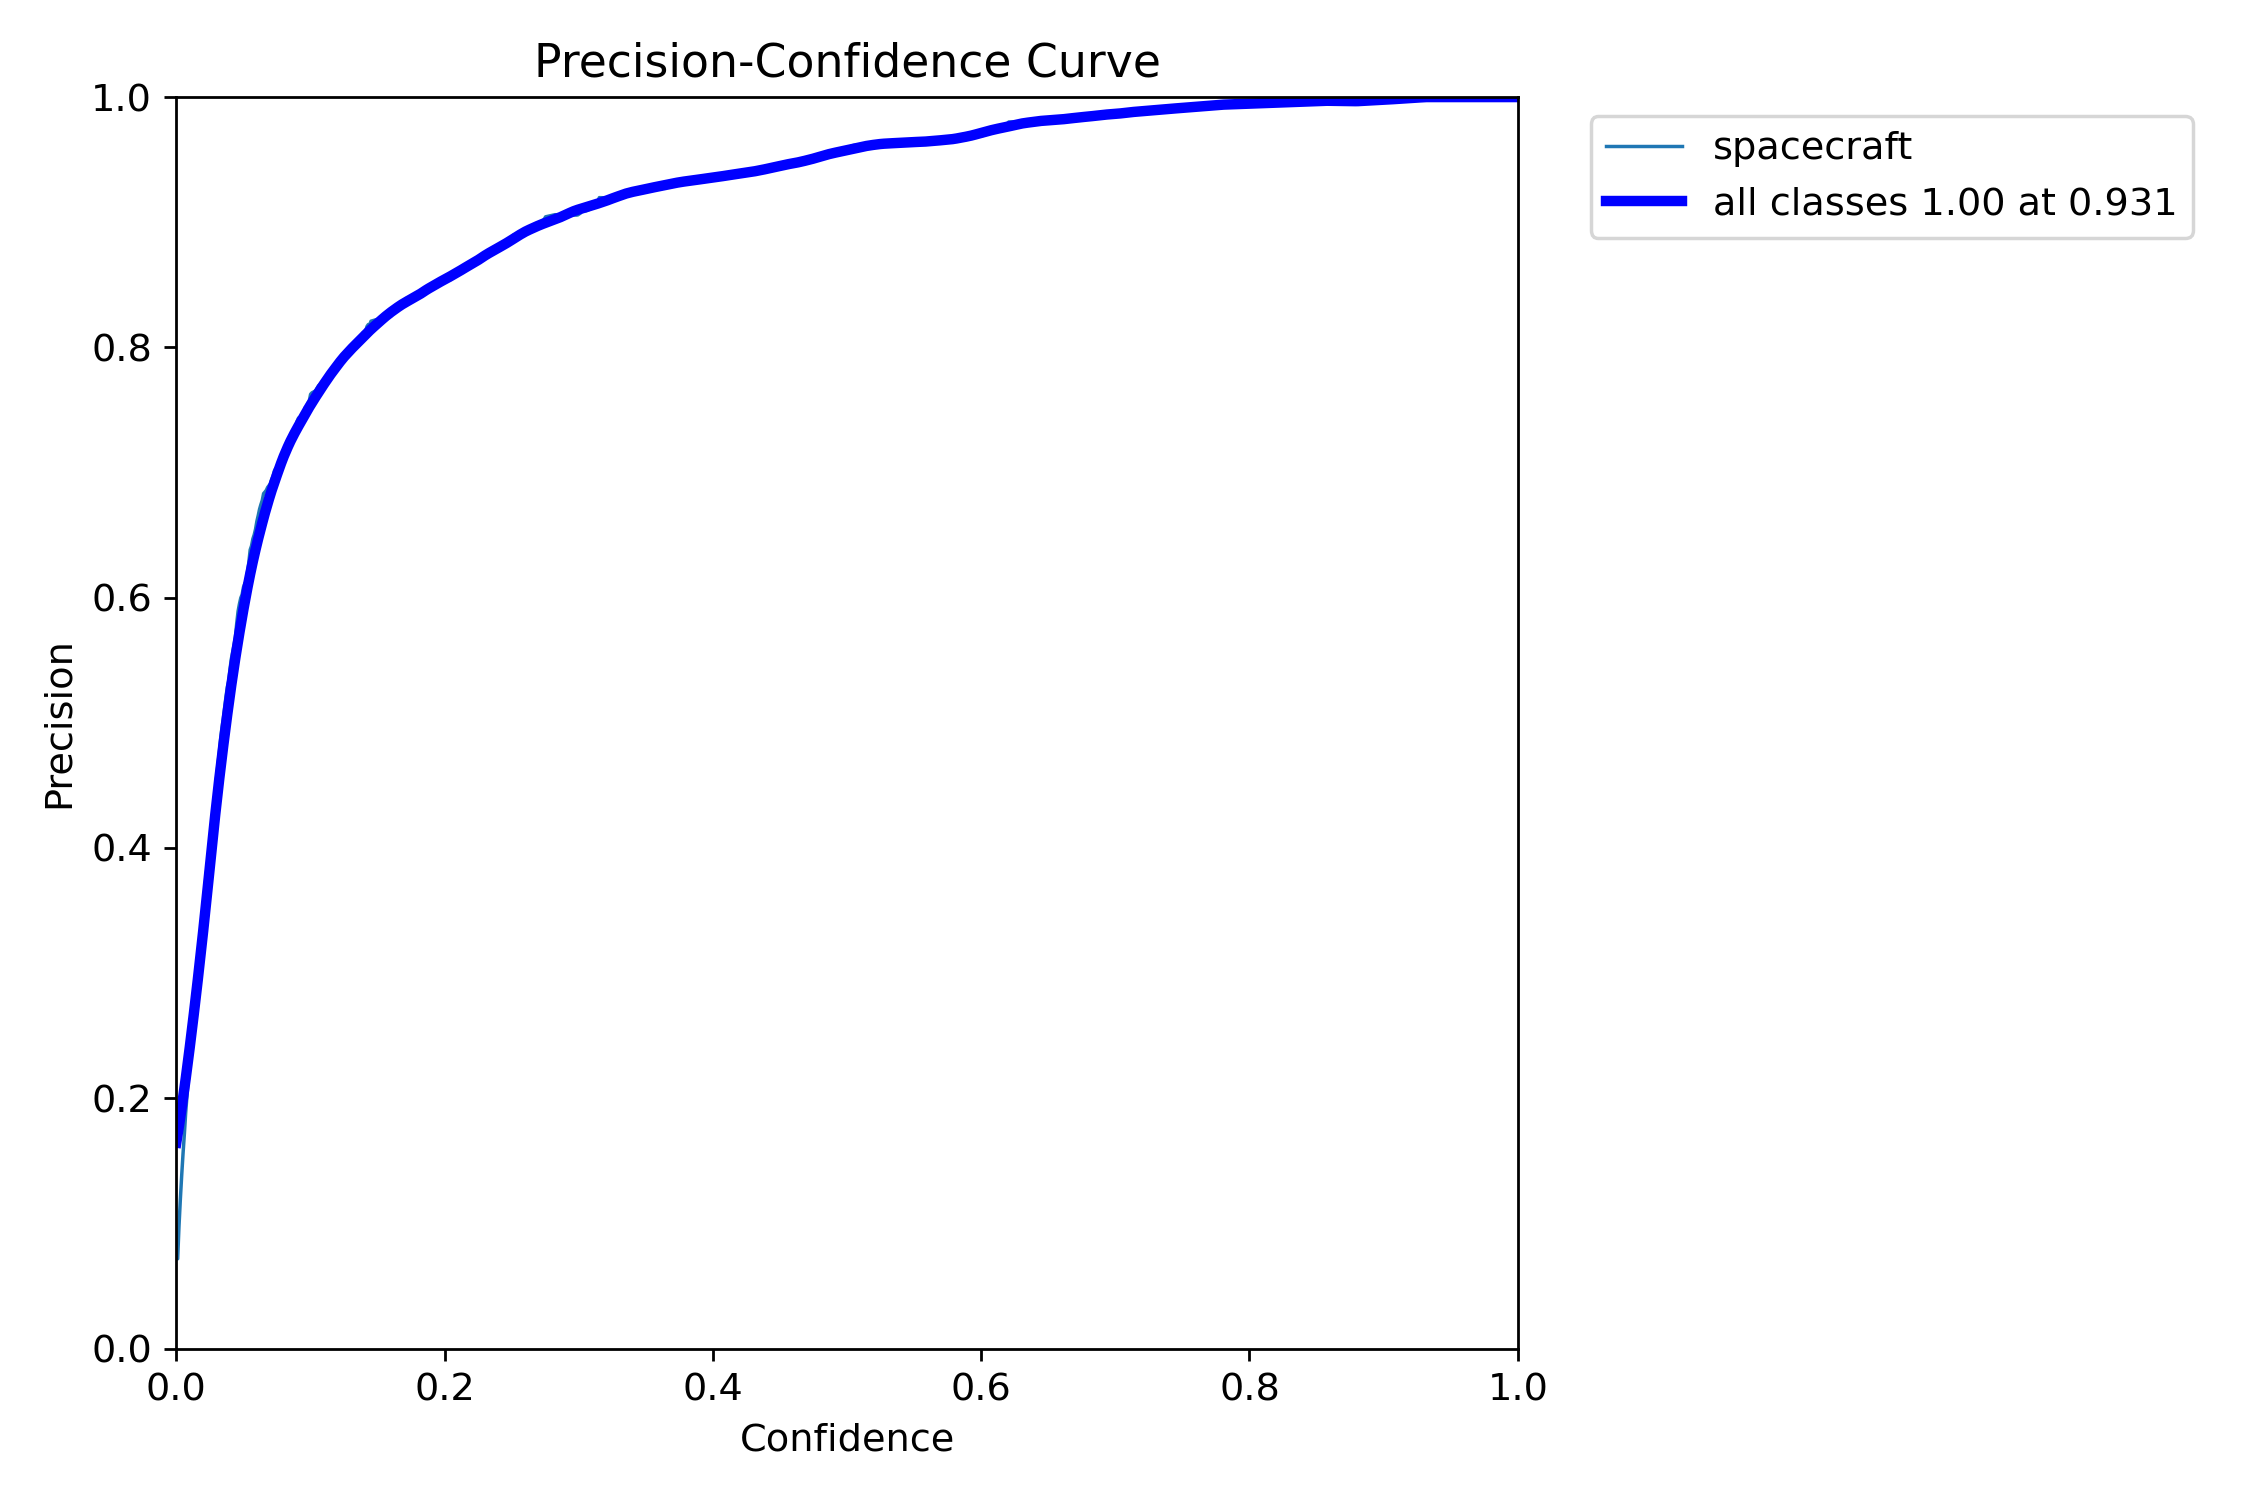 Precision-Confidence Curve
1.0
0.8
0.6
0.4
0.2
0.0
Precision
0.0 0.2 0.4 0.6 0.8 1.0
Confidence
spacecraft
all classes 1.00 at 0.931